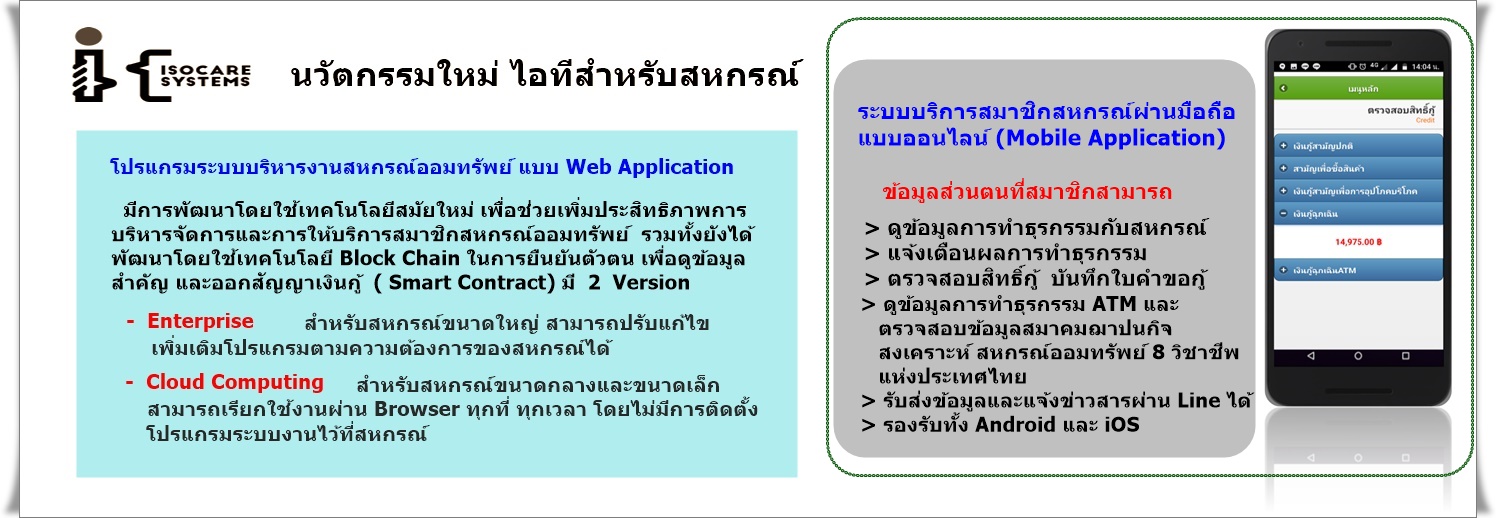 ISOCARE
SYSTEMS
นวัตกรรมใหม่ ไอทีสำหรับสหกรณ์
โปรแกรมระบบบริหารงานสหกรณ์ออมทรัพย์ แบบ Web Application
มีการพัฒนาโดยใช้เทคโนโลยีสมัยใหม่ เพื่อช่วยเพิ่มประสิทธิภาพการ
บริหารจัดการและการให้บริการสมาชิกสหกรณ์ออมทรัพย์ รวมทั้งยังได้
พัฒนาโดยใช้เทคโนโลยี Block Chain ในการยืนยันตัวตน เพื่อดูข้อมูล
สำคัญ และออกสัญญาเงินกู้ ( Smart Contract) มี 2 Version
- Enterprise สำหรับสหกรณ์ขนาดใหญ่ สามารถปรับแก้ไข
เพิ่มเติมโปรแกรมตามความต้องการของสหกรณ์ได้
- Cloud Computing สำหรับสหกรณ์ขนาดกลางและขนาดเล็ก
สามารถเรียกใช้งานผ่าน Browser ทุกที่ ทุกเวลา โดยไม่มีการติดตั้ง
โปรแกรมระบบงานไว้ที่สหกรณ์
ระบบบริการสมาชิกสหกรณ์ผ่านมือถือ
แบบออนไลน์ (Mobile Application)
ข้อมูลส่วนตนที่สมาชิกสามารถ
> ดูข้อมูลการทำธุรกรรมกับสหกรณ์
> แจ้งเตือนผลการทำธุรกรรม
> ตรวจสอบสิทธิ์กู้ บันทึกใบคำขอกู้
> ดูข้อมูลการทำธุรกรรม ATM และ
ตรวจสอบข้อมูลสมาคมฌาปนกิจ
สงเคราะห์ สหกรณ์ออมทรัพย์ 8 วิชาชีพ
แห่งประเทศไทย
> รับส่งข้อมูลและแจ้งข่าวสารผ่าน Line ได้
> รองรับทั้ง Android และ iOS
4G 14:04 น.
เมนูหลัก
ตรวจสอบสิทธิ์กู้
Credit
เงินกู้สามัญปกติ
สามัญเพื่อซื้อสินค้า
เงินกู้สามัญเพื่อการอุปโภคบริโภค
เงินกู้ฉุกเฉิน
14,975.00 ฿
เงินกู้ฉุกเฉินATM